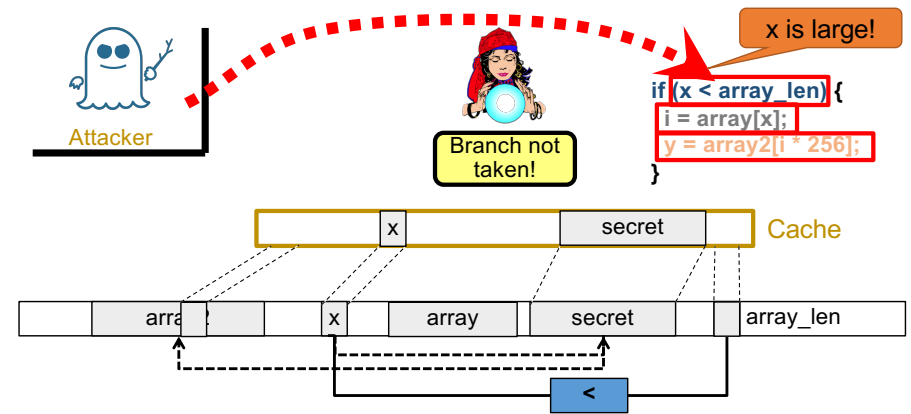 x is large!
Attacker
Branch not
taken!
if (x < array_len) {
i = array[x];
y = array2[i * 256];
}
x
secret
Cache
x
array
secret
array_len
<